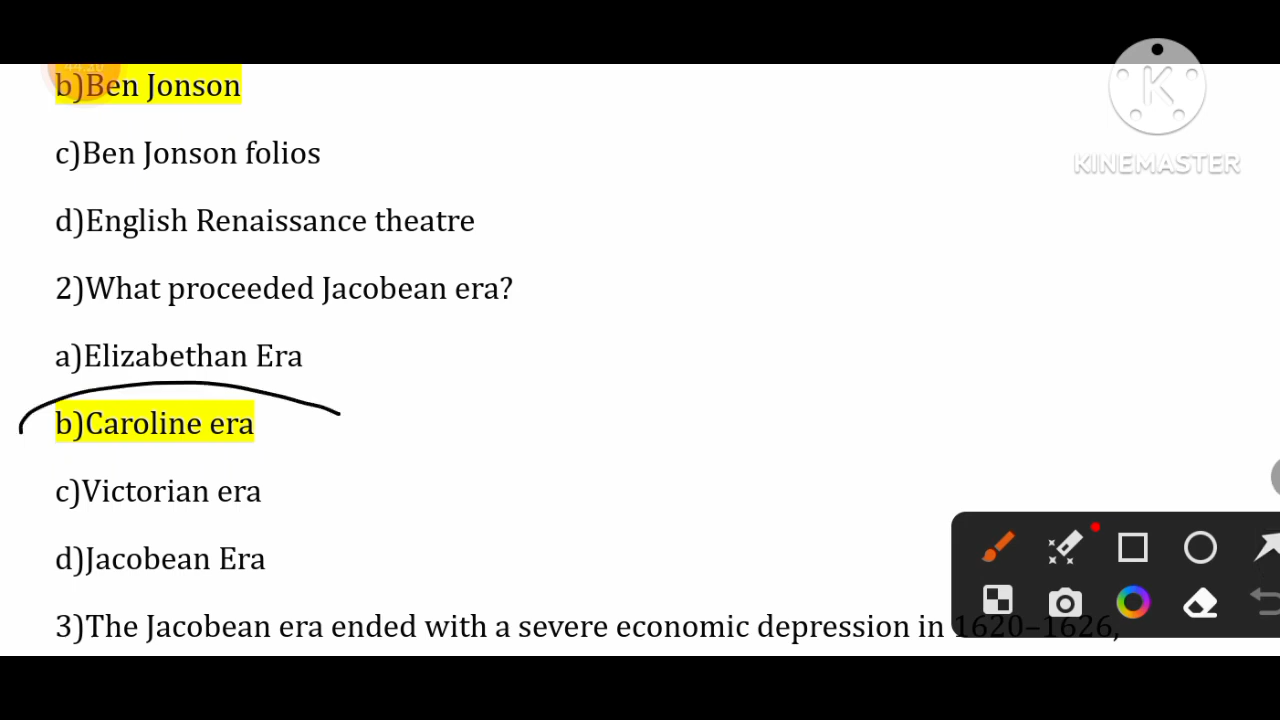 b)Ben Jonson
KINEMASTER
c)Ben Jonson folios
d)English Renaissance theatre
2)What proceeded Jacobean era?
a)Elizabethan Era
b)Caroline era
c)Victorian era
d)Jacobean Era
3)The Jacobean era ended with a severe economic depression in 1620–1626,